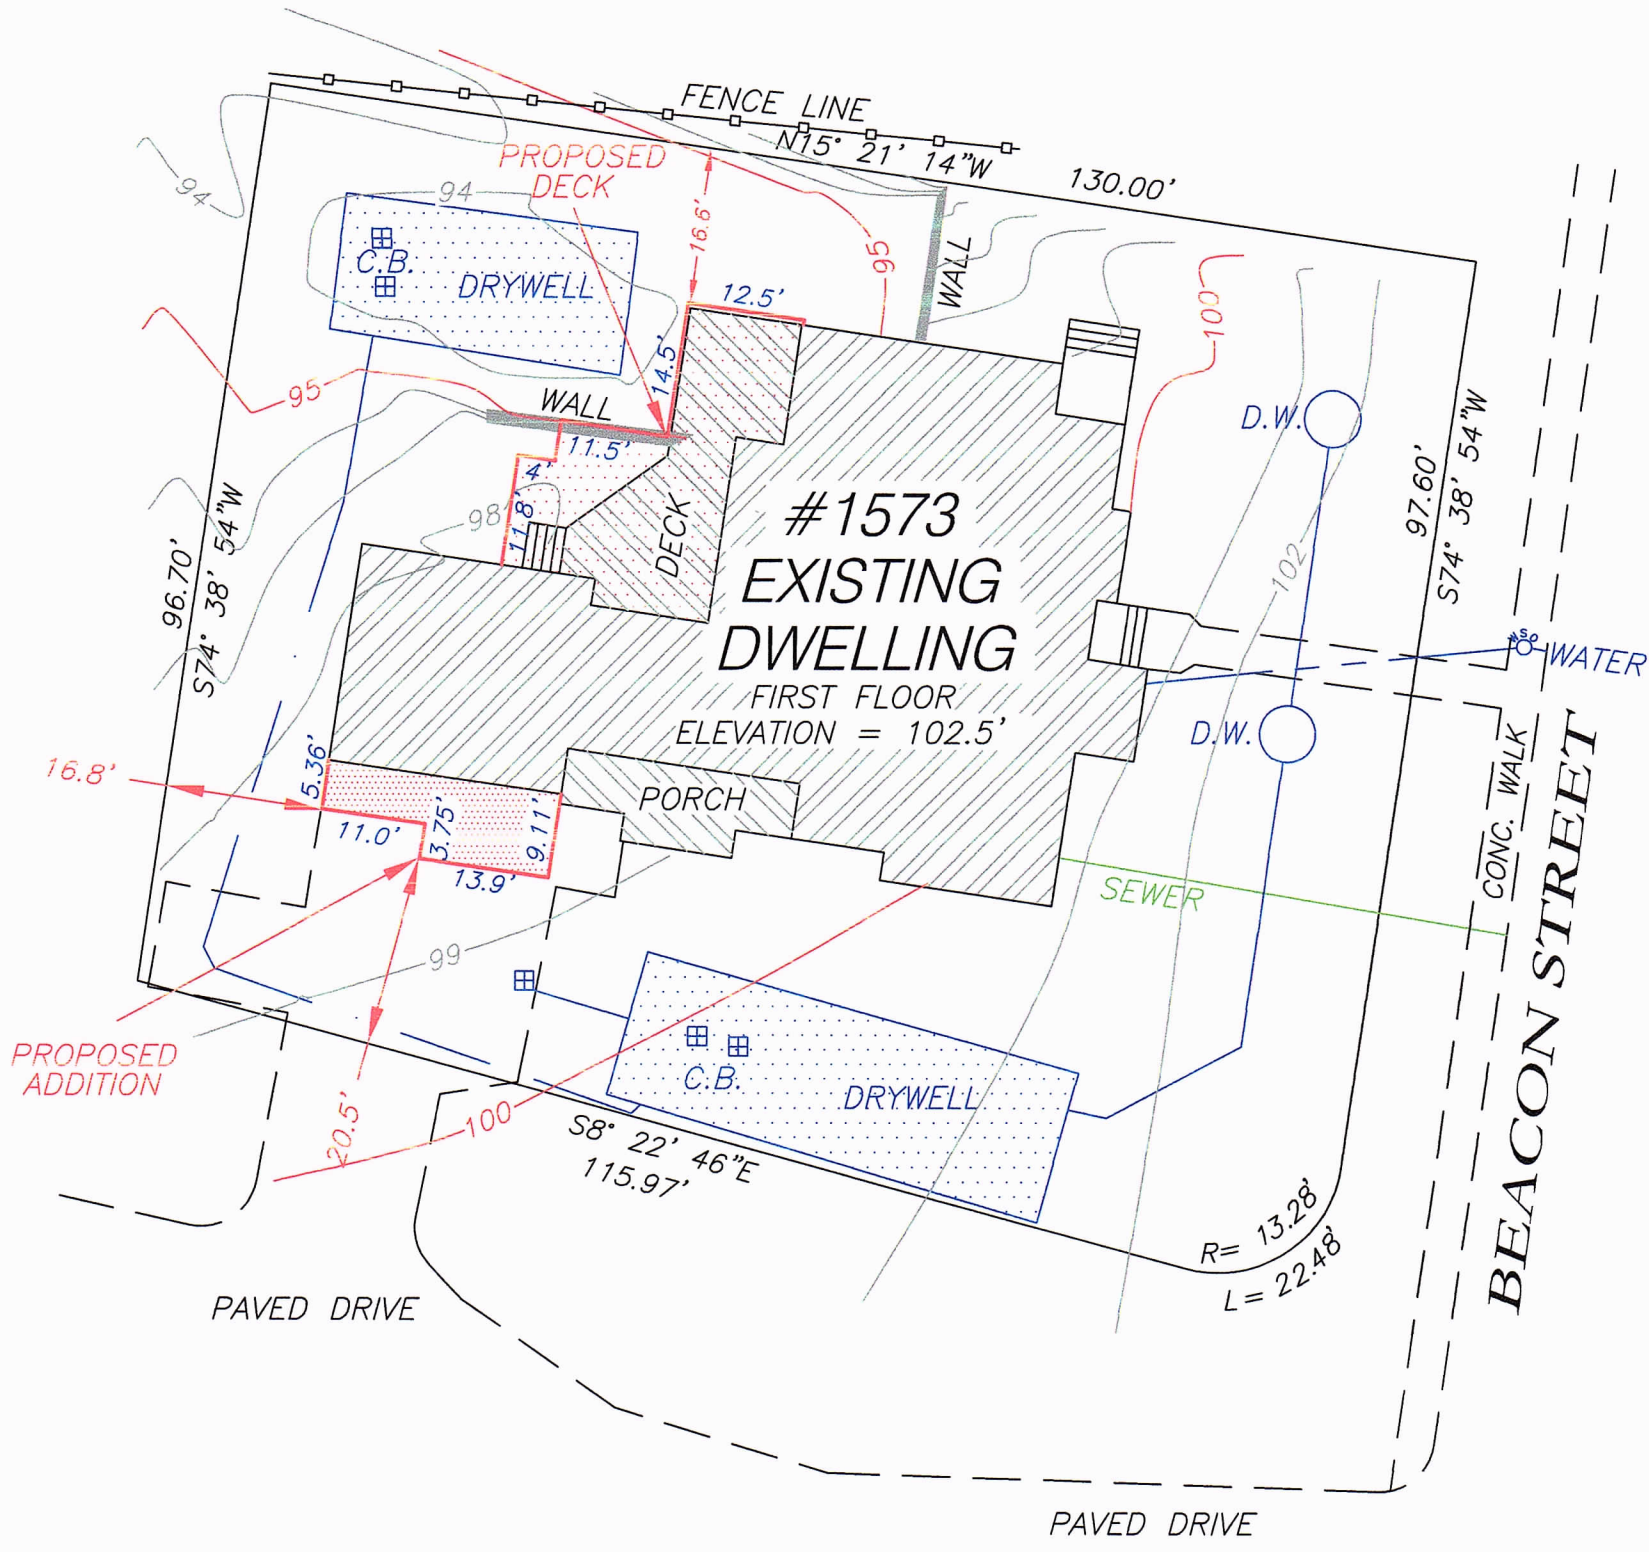 FENCE LINE
N15° 21' 14"W
130.00'
PROPOSED
DECK
94
94
16.6'
95
WALL
C.B.
DRYWELL
12.5'
100
14.5'
95
WALL
11.5'
D.W.
4'
97.60'
S74° 38' 54"W
98
11.8'
DECK
#1573
EXISTING
DWELLING
FIRST FLOOR
ELEVATION = 102.5'
102
96.70'
S74° 38' 54"W
WSO
WATER
D.W.
16.8'
5.36'
PORCH
11.0'
3.75'
9.11'
13.9'
SEWER
CONC. WALK
BEACON STREET
99
PROPOSED
ADDITION
C.B.
DRYWELL
20.5'
100
S8° 22' 46"E
115.97'
R= 13.28'
L= 22.48'
PAVED DRIVE
PAVED DRIVE